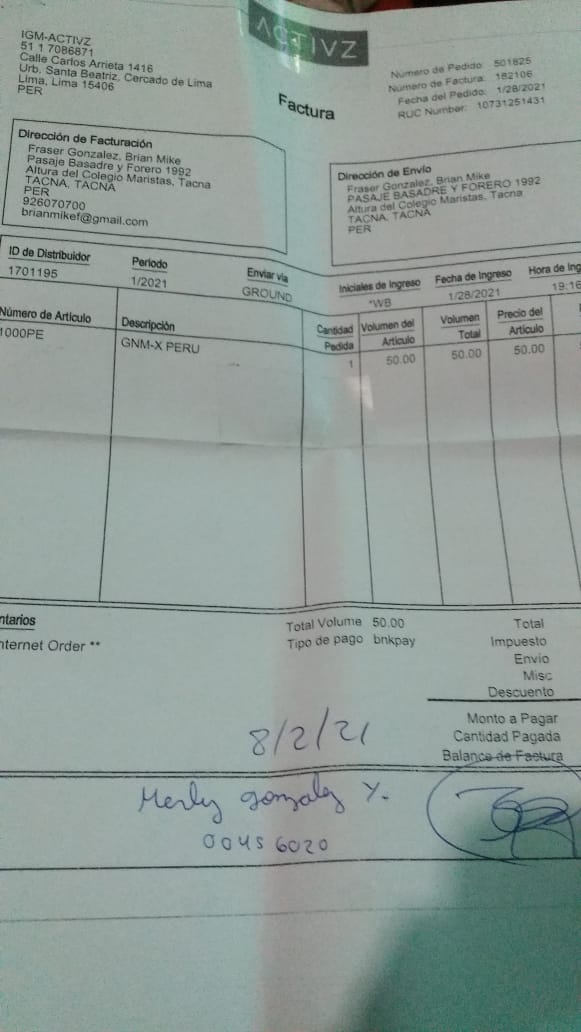 ACTIVZ
IGM-ACTIVZ
51 1 7086871
Calle Carlos Arrieta 1416
Urb. Santa Beatriz, Cercado de Lima
Lima, Lima 15406
PER
Factura
Número de Pedido: 501825
Número de Factura: 182106
Fecha del Pedido: 1/28/2021
RUC Number: 10731251431
Dirección de Facturación
Fraser Gonzalez, Brian Mike
Pasaje Basadre y Forero 1992
Altura del Colegio Maristas, Tacna
TACNA, TACNA
PER
926070700
brianmikef@gmail.com
Dirección de Envío
Fraser Gonzalez, Brian Mike
PASAJE BASADRE Y FORERO 1992
Altura del Colegio Maristas, Tacna
TACNA, TACNA
PER
ID de Distribuidor Periodo Enviar via Iniciales de Ingreso Fecha de Ingreso Hora de Ing
1701195 1/2021 GROUND *WB 1/28/2021 19:16
Número de Artículo Descripción Cantidad Pedida Volumen del Artículo Volumen Total Precio del Artículo
1000PE GNM-X PERU 1 50.00 50.00 50.00
ntarios
nternet Order **
Total Volume 50.00
Tipo de pago bnkpay
Total
Impuesto
Envío
Misc
Descuento
Monto a Pagar
Cantidad Pagada
Balance de Factura
8/2/21
Merly Gonzalez Y.
00456020